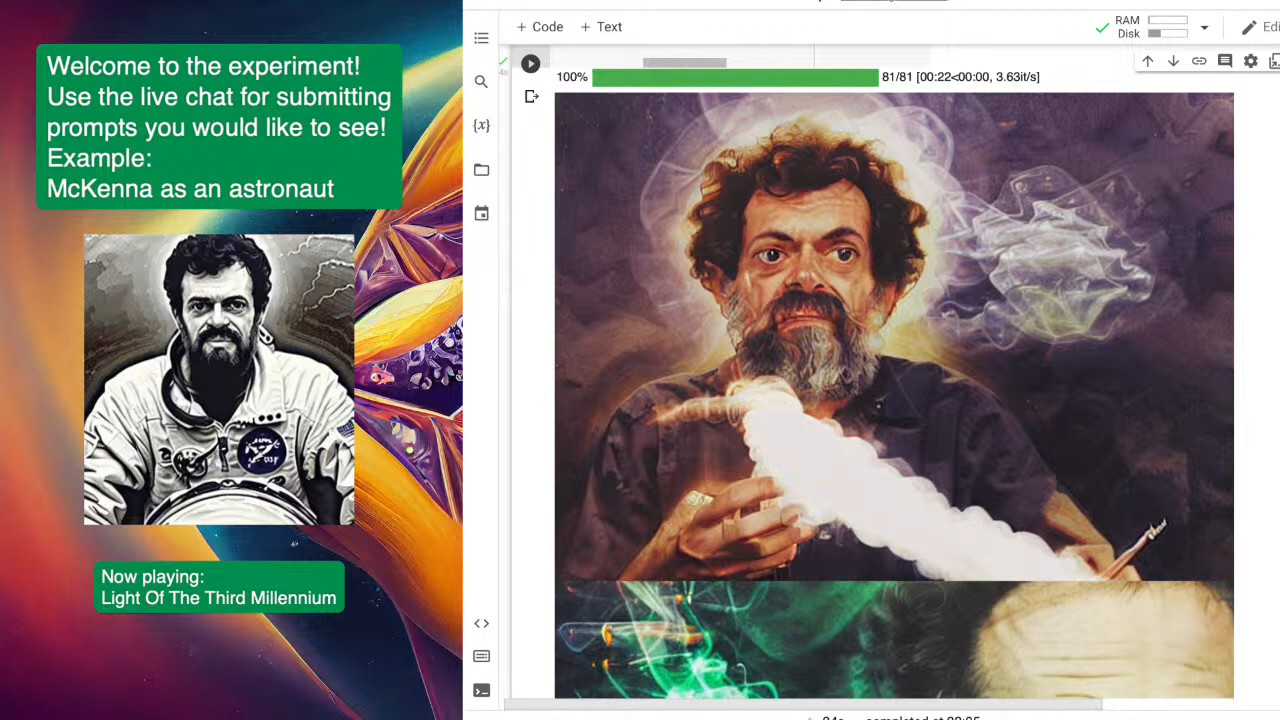 Welcome to the experiment!
Use the live chat for submitting
prompts you would like to see!
Example:
McKenna as an astronaut
Now playing:
Light Of The Third Millennium
+ Code + Text
RAM
Disk
Edi
4s
{x}
100% 81/81 [00:22<00:00, 3.63it/s]